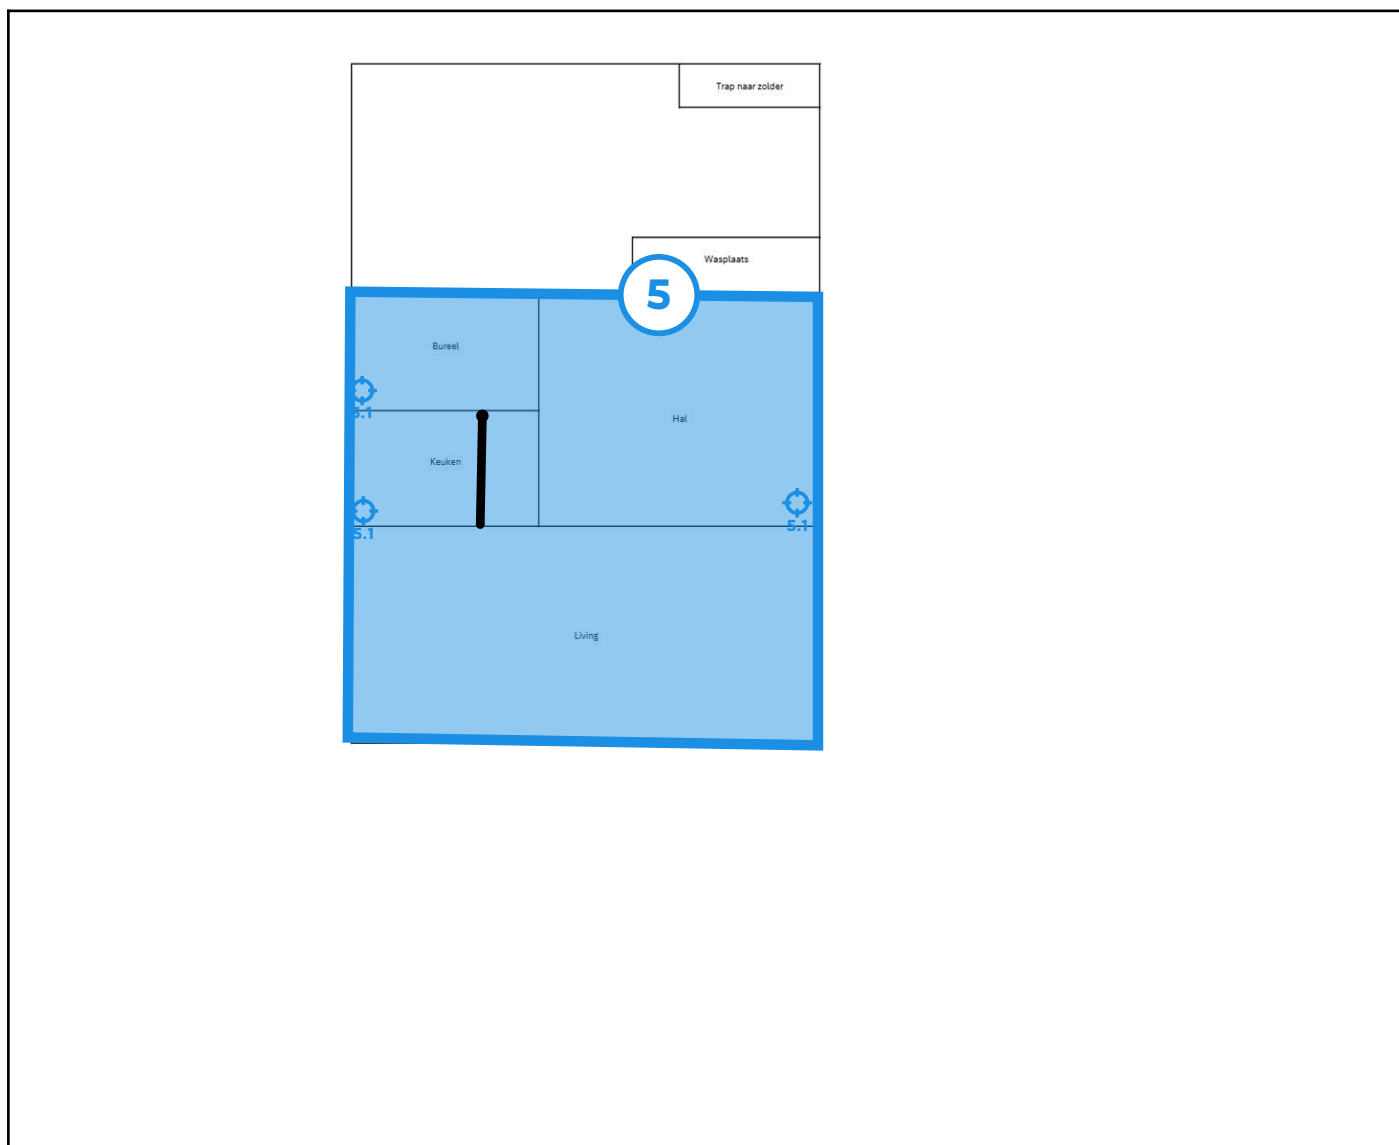 Trap naar zolder
Wasplaats
5
Bureel
5.1
Hal
Keuken
5.1
5.1
Living